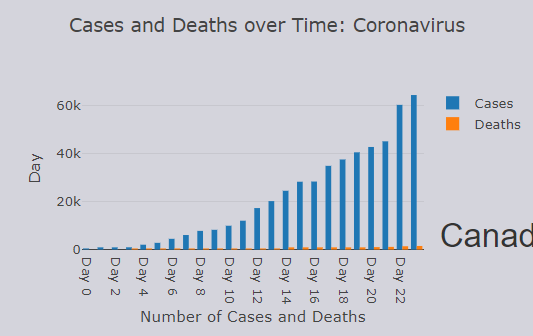 Cases and Deaths over Time: Coronavirus
Cases
Deaths
Day
60k
40k
20k
0
Day 0
Day 2
Day 4
Day 6
Day 8
Day 10
Day 12
Day 14
Day 16
Day 18
Day 20
Day 22
Number of Cases and Deaths
Canad